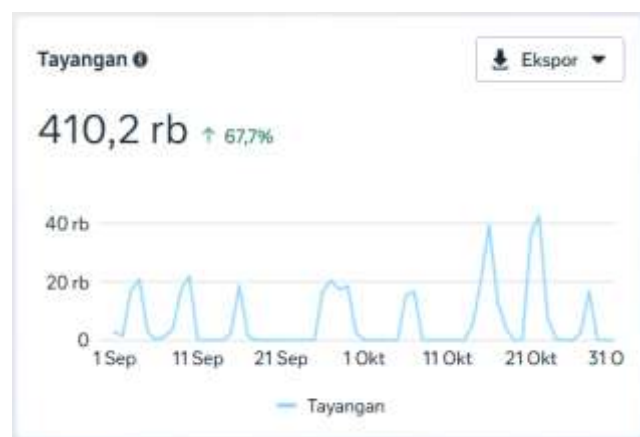 Tayangan
Ekspor
410,2 rb ↑ 67,7%
40 rb
20 rb
0
1 Sep 11 Sep 21 Sep 1 Okt 11 Okt 21 Okt 31 O
Tayangan